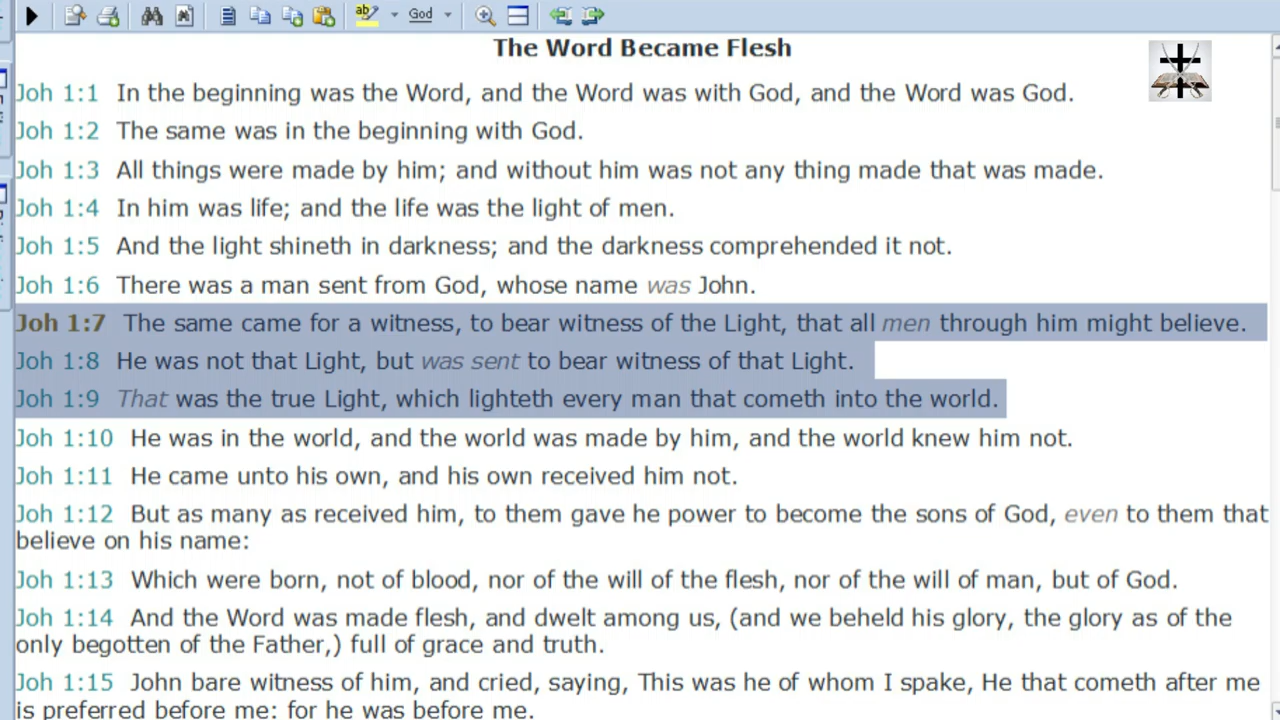 ab
God
The Word Became Flesh
Joh 1:1 In the beginning was the Word, and the Word was with God, and the Word was God.
Joh 1:2 The same was in the beginning with God.
Joh 1:3 All things were made by him; and without him was not any thing made that was made.
Joh 1:4 In him was life; and the life was the light of men.
Joh 1:5 And the light shineth in darkness; and the darkness comprehended it not.
Joh 1:6 There was a man sent from God, whose name was John.
Joh 1:7 The same came for a witness, to bear witness of the Light, that all men through him might believe.
Joh 1:8 He was not that Light, but was sent to bear witness of that Light.
Joh 1:9 That was the true Light, which lighteth every man that cometh into the world.
Joh 1:10 He was in the world, and the world was made by him, and the world knew him not.
Joh 1:11 He came unto his own, and his own received him not.
Joh 1:12 But as many as received him, to them gave he power to become the sons of God, even to them that
believe on his name:
Joh 1:13 Which were born, not of blood, nor of the will of the flesh, nor of the will of man, but of God.
Joh 1:14 And the Word was made flesh, and dwelt among us, (and we beheld his glory, the glory as of the
only begotten of the Father,) full of grace and truth.
Joh 1:15 John bare witness of him, and cried, saying, This was he of whom I spake, He that cometh after me
is preferred before me: for he was before me.